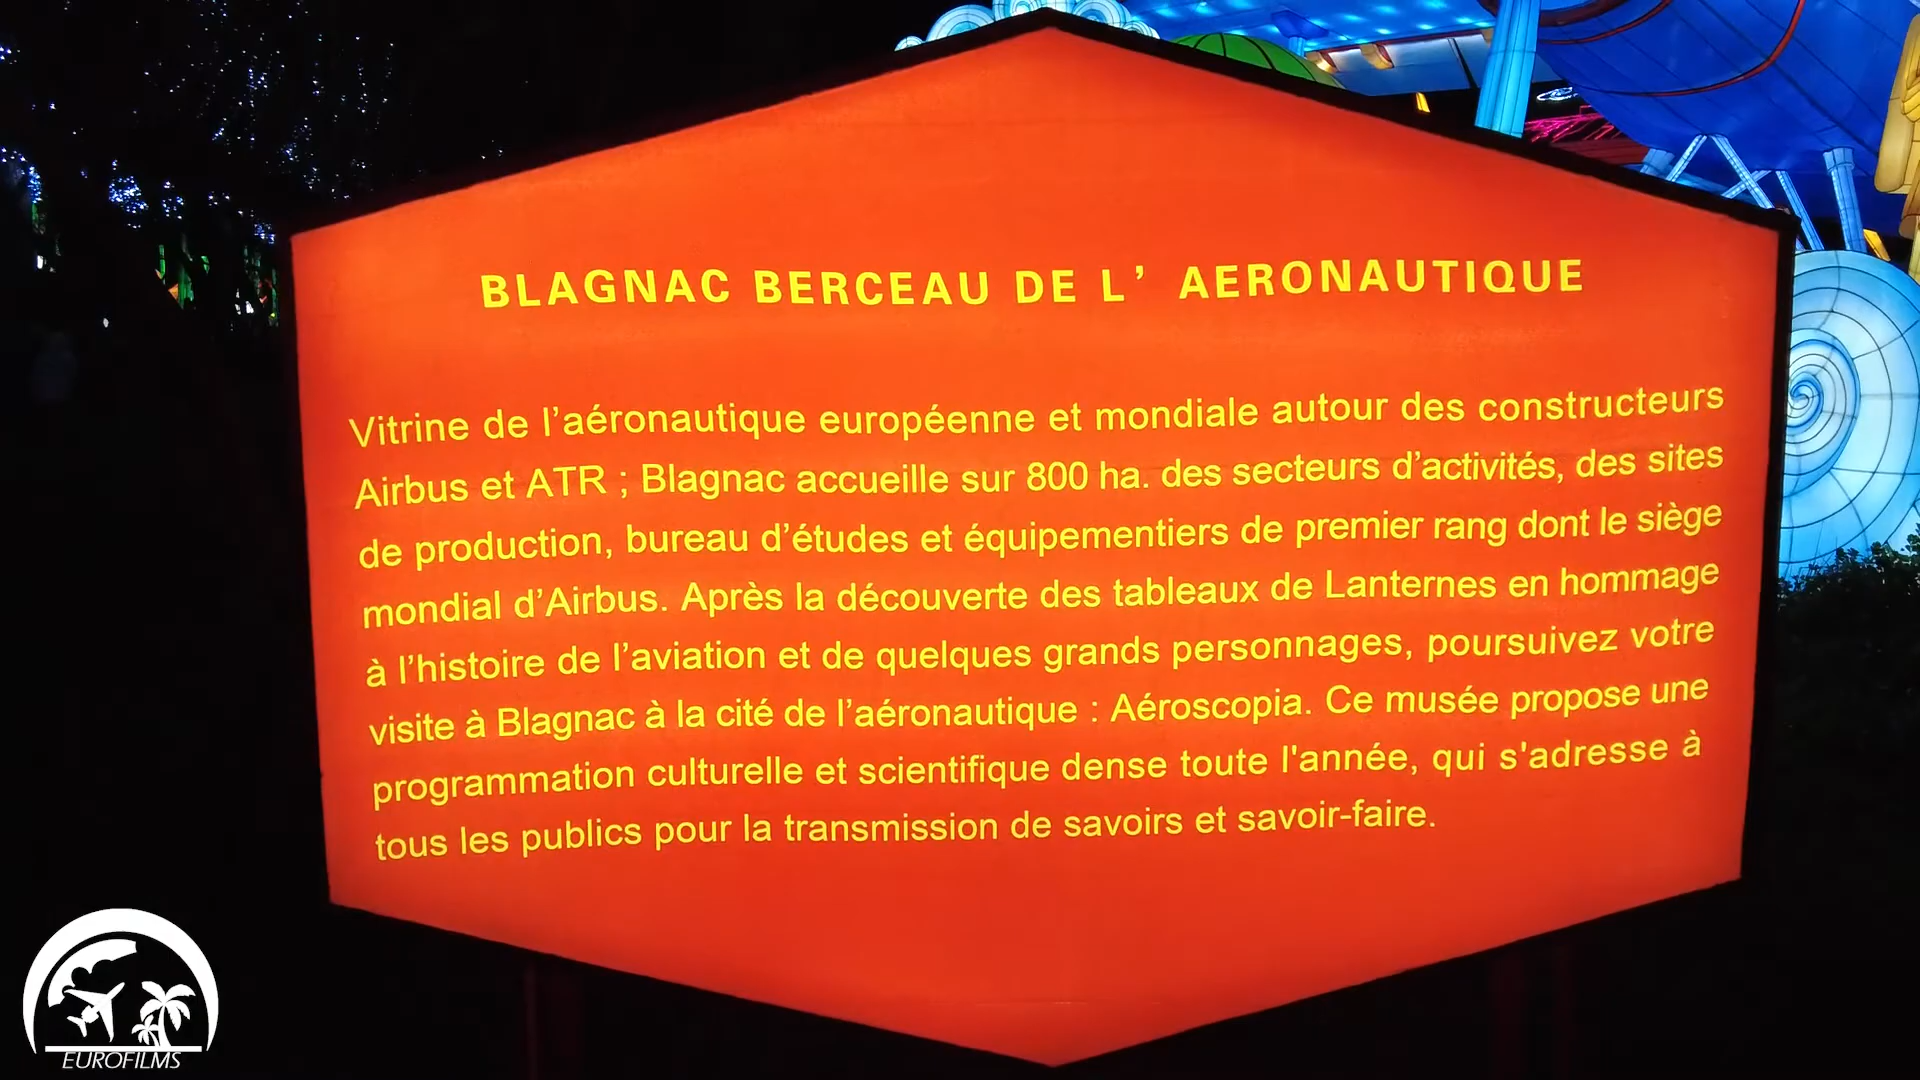 BLAGNAC BERCEAU DE L’ AERONAUTIQUE
Vitrine de l’aéronautique européenne et mondiale autour des constructeurs
Airbus et ATR ; Blagnac accueille sur 800 ha. des secteurs d’activités, des sites
de production, bureau d’études et équipementiers de premier rang dont le siège
mondial d’Airbus. Après la découverte des tableaux de Lanternes en hommage
à l’histoire de l’aviation et de quelques grands personnages, poursuivez votre
visite à Blagnac à la cité de l’aéronautique : Aéroscopia. Ce musée propose une
programmation culturelle et scientifique dense toute l'année, qui s'adresse à
tous les publics pour la transmission de savoirs et savoir-faire.
EUROFILMS